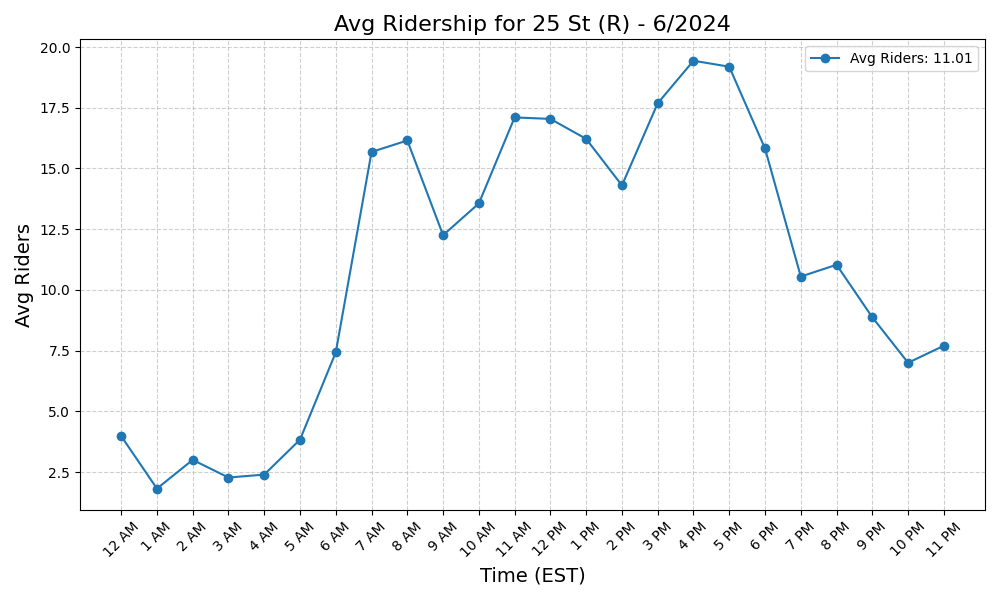 Avg Ridership for 25 St (R) - 6/2024
Avg Riders: 11.01
Avg Riders
20.0
17.5
15.0
12.5
10.0
7.5
5.0
2.5
12 AM
1 AM
2 AM
3 AM
4 AM
5 AM
6 AM
7 AM
8 AM
9 AM
10 AM
11 AM
12 PM
1 PM
2 PM
3 PM
4 PM
5 PM
6 PM
7 PM
8 PM
9 PM
10 PM
11 PM
Time (EST)